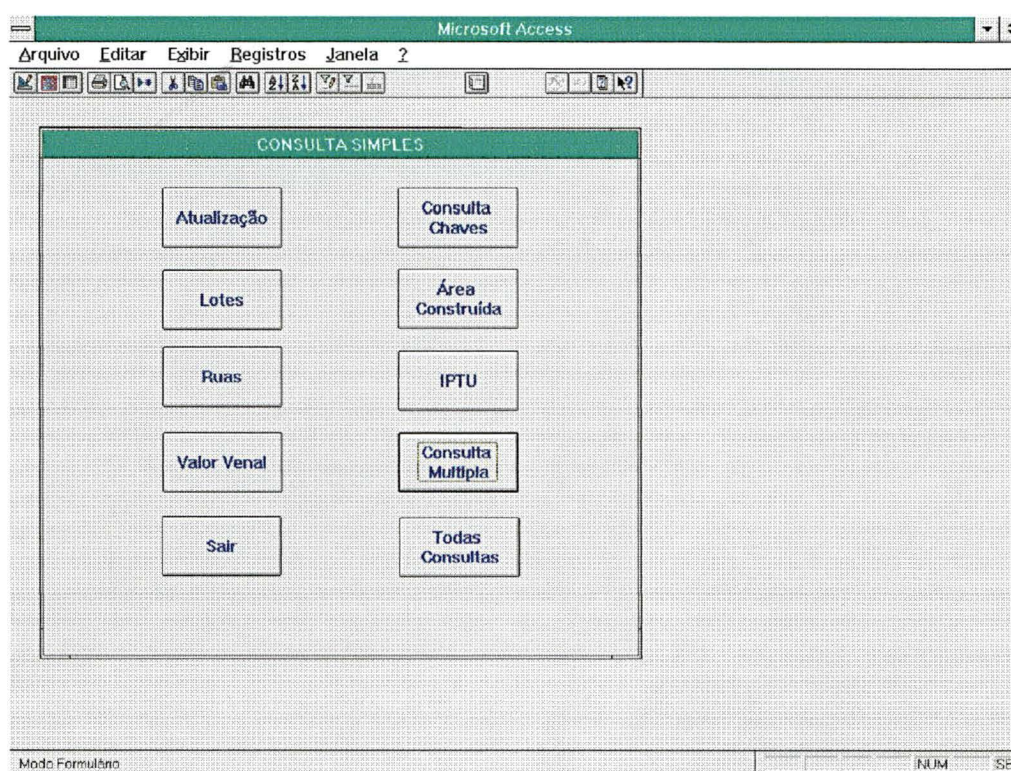 Microsoft Access
Arquivo Editar Exibir Registros Janela ?
CONSULTA SIMPLES
Atualização
Consulta
Chaves
Lotes
Área
Construída
Ruas
IPTU
Valor Venal
Consulta
Multipla
Sair
Todas
Consultas
Modo Formulário
NUM